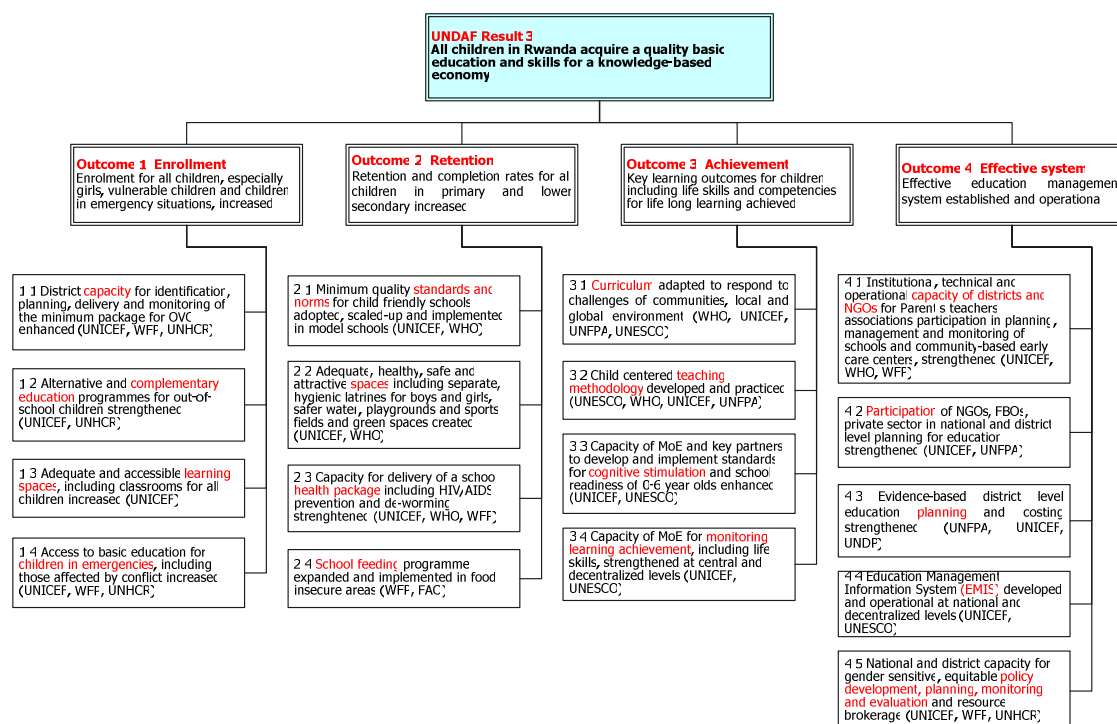 UNDAF Result 3
All children in Rwanda acquire a quality basic
education and skills for a knowledge-based
economy
Outcome 1 Enrollment
Enrolment for all children, especially
girls, vulnerable children and children
in emergency situations, increased
Outcome 2 Retention
Retention and completion rates for all
children in primary and lower
secondary increased
Outcome 3 Achievement
Key learning outcomes for children
including life skills and competencies
for life long learning achieved
Outcome 4 Effective system
Effective education managemen
system established and operationa
1 1 District capacity for identification,
planning, delivery and monitoring of
the minimum package for OVC
enhanced (UNICEF, WFP, UNHCR)
1 2 Alternative and complementary
education programmes for out-of-
school children strengthened
(UNICEF, UNHCR)
1 3 Adequate and accessible learning
spaces, including classrooms for all
children increased (UNICEF)
1 4 Access to basic education for
children in emergencies, including
those affected by conflict increased
(UNICEF, WFP, UNHCR)
2 1 Minimum quality standards and
norms for child friendly schools
adopted, scaled-up and implemented
in model schools (UNICEF, WHO)
2 2 Adequate, healthy, safe and
attractive spaces including separate,
hygienic latrines for boys and girls,
safer water, playgrounds and sports
fields and green spaces created
(UNICEF, WHO)
2 3 Capacity for delivery of a school
health package including HIV, AIDS
prevention and de-worming
strenghtened (UNICEF, WHO, WFP)
2 4 School feeding programme
expanded and implemented in food
insecure areas (WFP, FAO)
3 1 Curriculum adapted to respond to
challenges of communities, local and
global environment (WHO, UNICEF,
UNFPA, UNESCO)
3 2 Child centered teaching
methodology developed and practiced
(UNESCO, WHO, UNICEF, UNFPA)
3 3 Capacity of MoE and key partners
to develop and implement standards
for cognitive stimulation and school
readiness of 0-6 year olds enhanced
(UNICEF, UNESCO)
3 4 Capacity of MoE for monitoring
learning achievement, including life
skills, strengthened at central and
decentralized levels (UNICEF,
UNESCO)
4 1 Institutional, technical and
operational capacity of districts and
NGOs for Parent s teachers
associations participation in planning,
management and monitoring of
schools and community-based early
care centers, strengthened (UNICEF,
WHO, WFP)
4 2 Participation of NGOs, FBOs,
private sector in national and district
level planning for education
strengthened (UNICEF, UNFPA)
4 3 Evidence-based district level
education planning and costing
strengthened (UNFPA, UNICEF,
UNDP)
4 4 Education Management
Information System (EMIS) developed
and operational at national and
decentralized levels (UNICEF,
UNESCO)
4 5 National and district capacity for
gender sensitive, equitable policy
development, planning, monitoring
and evaluation and resource
brokerage (UNICEF, WFP, UNHCR)